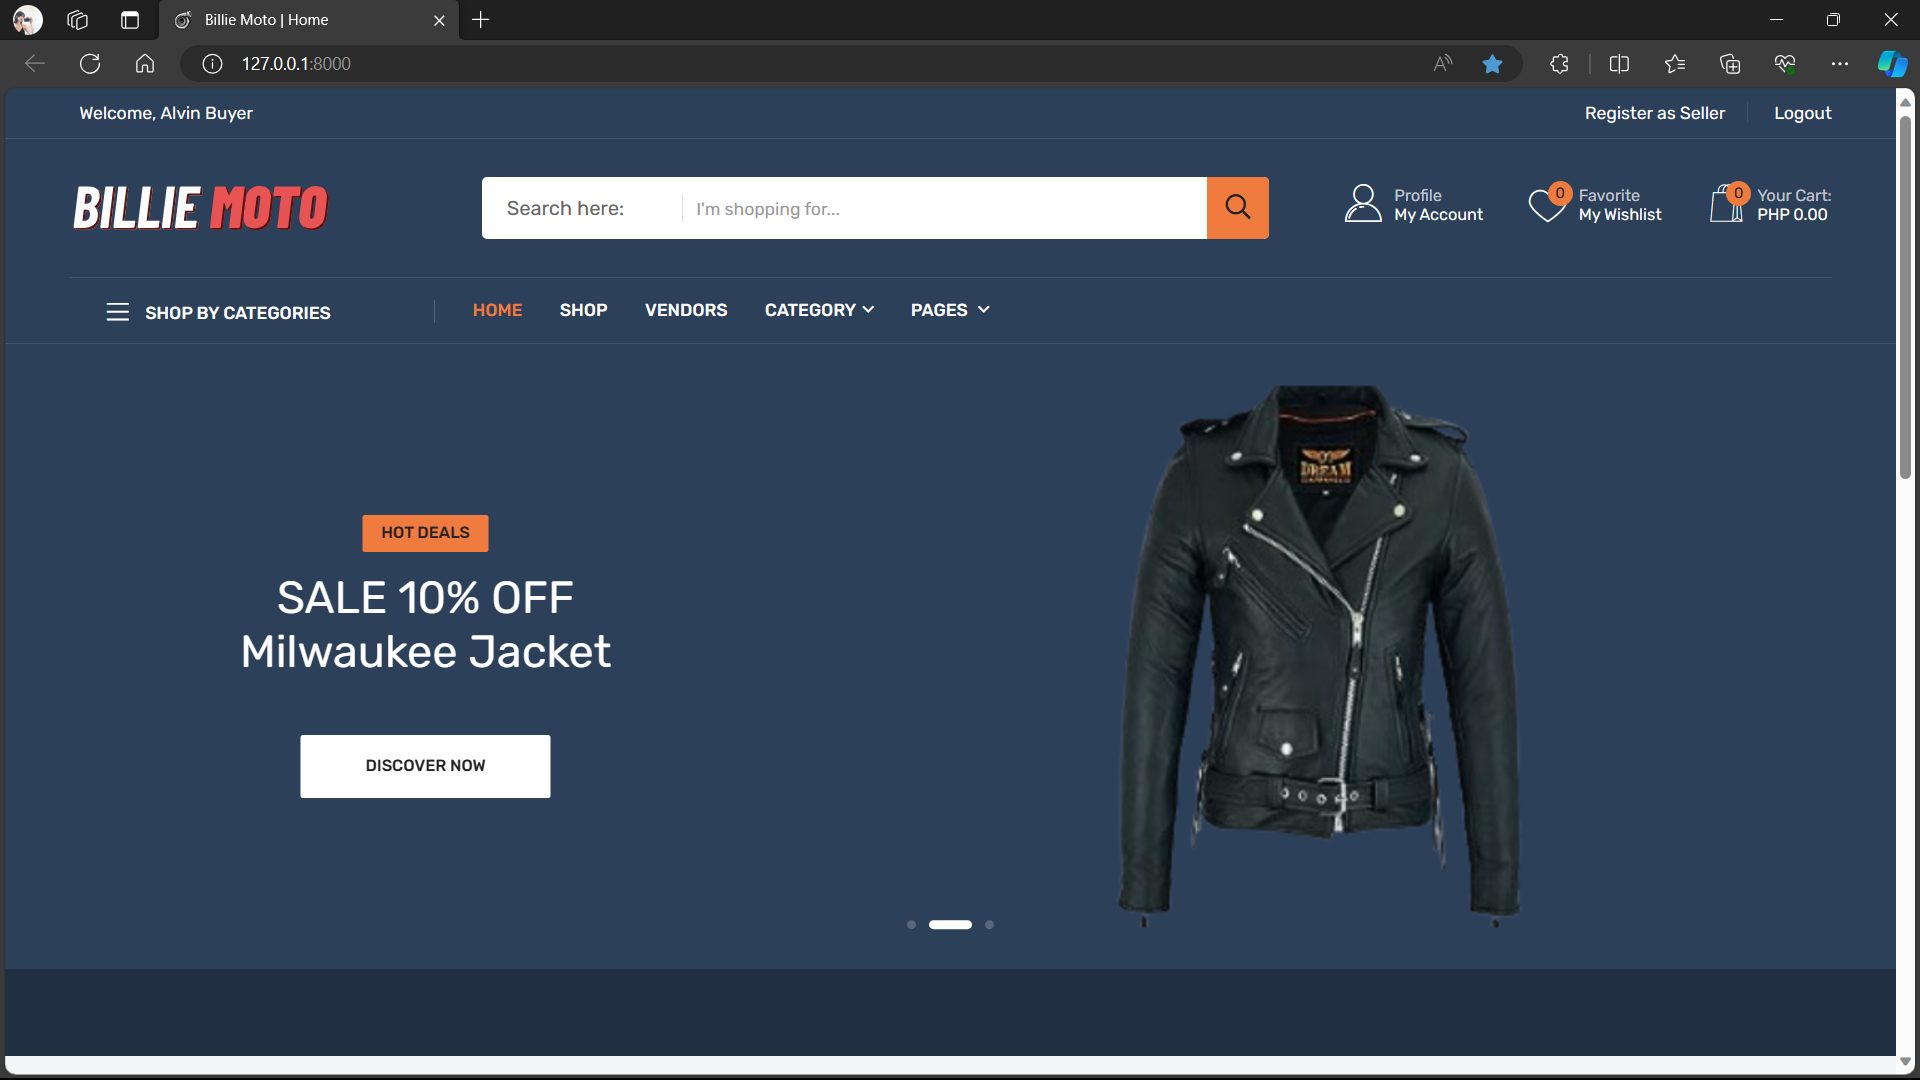 Billie Moto | Home
127.0.0.1:8000
Welcome, Alvin Buyer
Register as Seller
Logout
BILLIE MOTO
Search here:
I'm shopping for...
Profile
My Account
0
Favorite
My Wishlist
0
Your Cart:
PHP 0.00
SHOP BY CATEGORIES
HOME
SHOP
VENDORS
CATEGORY
PAGES
DREAM
HOT DEALS
SALE 10% OFF
Milwaukee Jacket
DISCOVER NOW